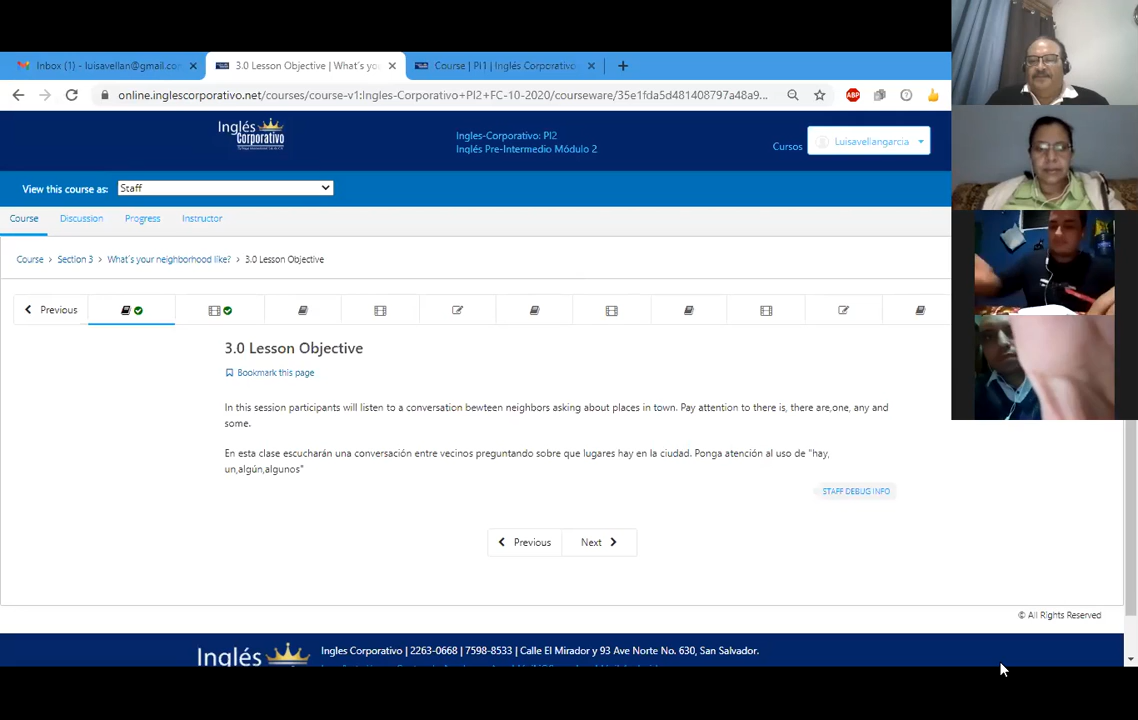 Inbox (1) - luisavellan@gmail.co
3.0 Lesson Objective | What's yo
Course | PI1 | Inglés Corporativo
online.inglescorporativo.net/courses/course-v1:Ingles-Corporativo+PI2+FC-10-2020/courseware/35e1fda5d481408797a48a9...
ABP
Inglés
Corporativo
Ingles-Corporativo: PI2
Inglés Pre-Intermedio Módulo 2
Cursos
Luisavellangarcia
View this course as:
Staff
Course
Discussion
Progress
Instructor
Course > Section 3 > What's your neighborhood like? > 3.0 Lesson Objective
Previous
3.0 Lesson Objective
Bookmark this page
In this session participants will listen to a conversation bewteen neighbors asking about places in town. Pay attention to there is, there are,one, any and
some.
En esta clase escucharán una conversación entre vecinos preguntando sobre que lugares hay en la ciudad. Ponga atención al uso de "hay,
un,algún,algunos"
STAFF DEBUG INFO
Previous
Next
© All Rights Reserved
Inglés
Ingles Corporativo | 2263-0668 | 7598-8533 | Calle El Mirador y 93 Ave Norte No. 630, San Salvador.